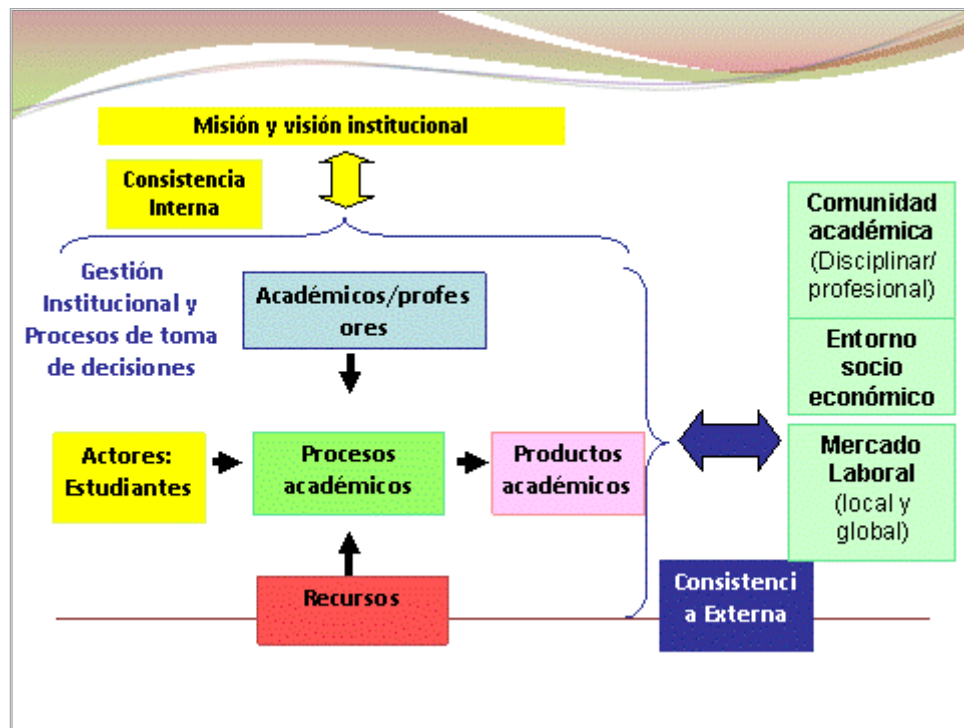 Misión y visión institucional
Consistencia
Interna
Gestión
Institucional y
Procesos de toma
de decisiones
Académicos/profes
ores
Actores:
Estudiantes
Procesos
académicos
Productos
académicos
Recursos
Comunidad
académica
(Disciplinar/
profesional)
Entorno
socio
económico
Mercado
Laboral
(local y
global)
Consistenci
a Externa